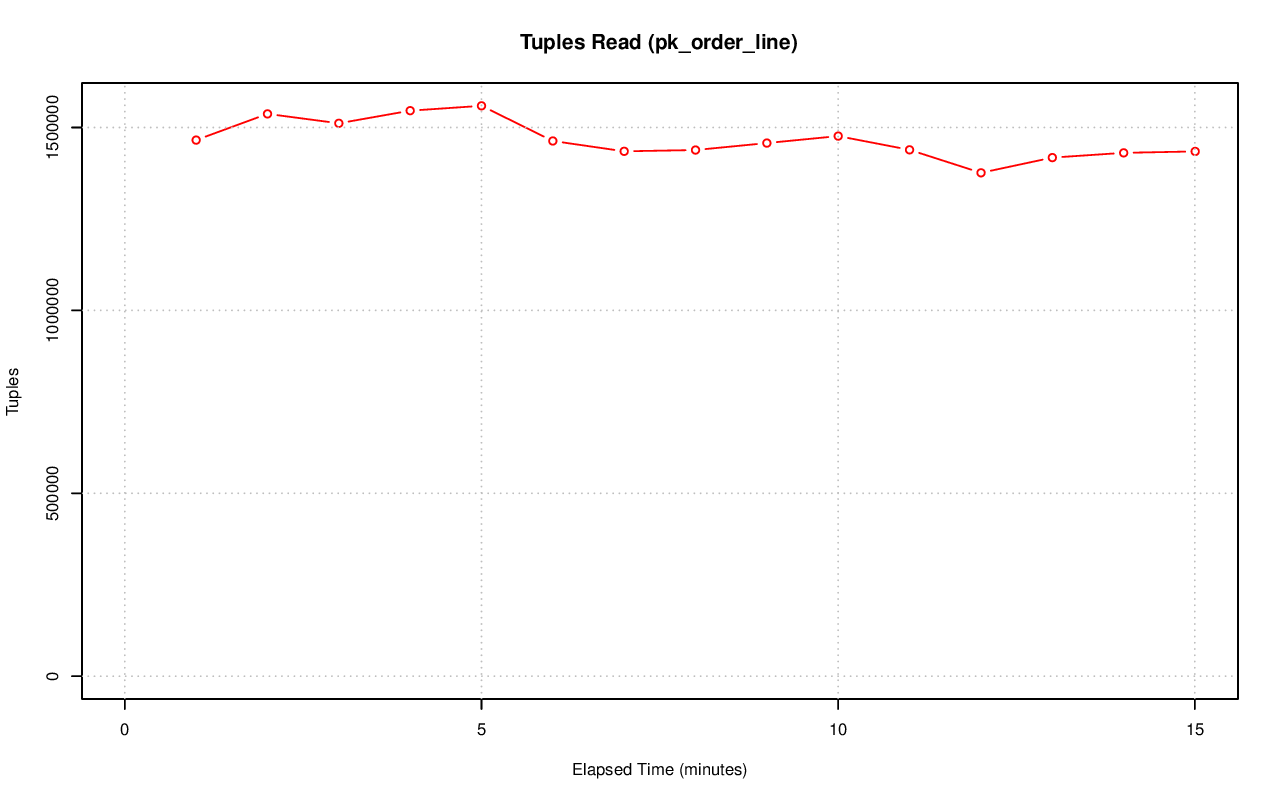 Tuples Read (pk_order_line)
Tuples
1500000
1000000
500000
0
0 5 10 15
Elapsed Time (minutes)